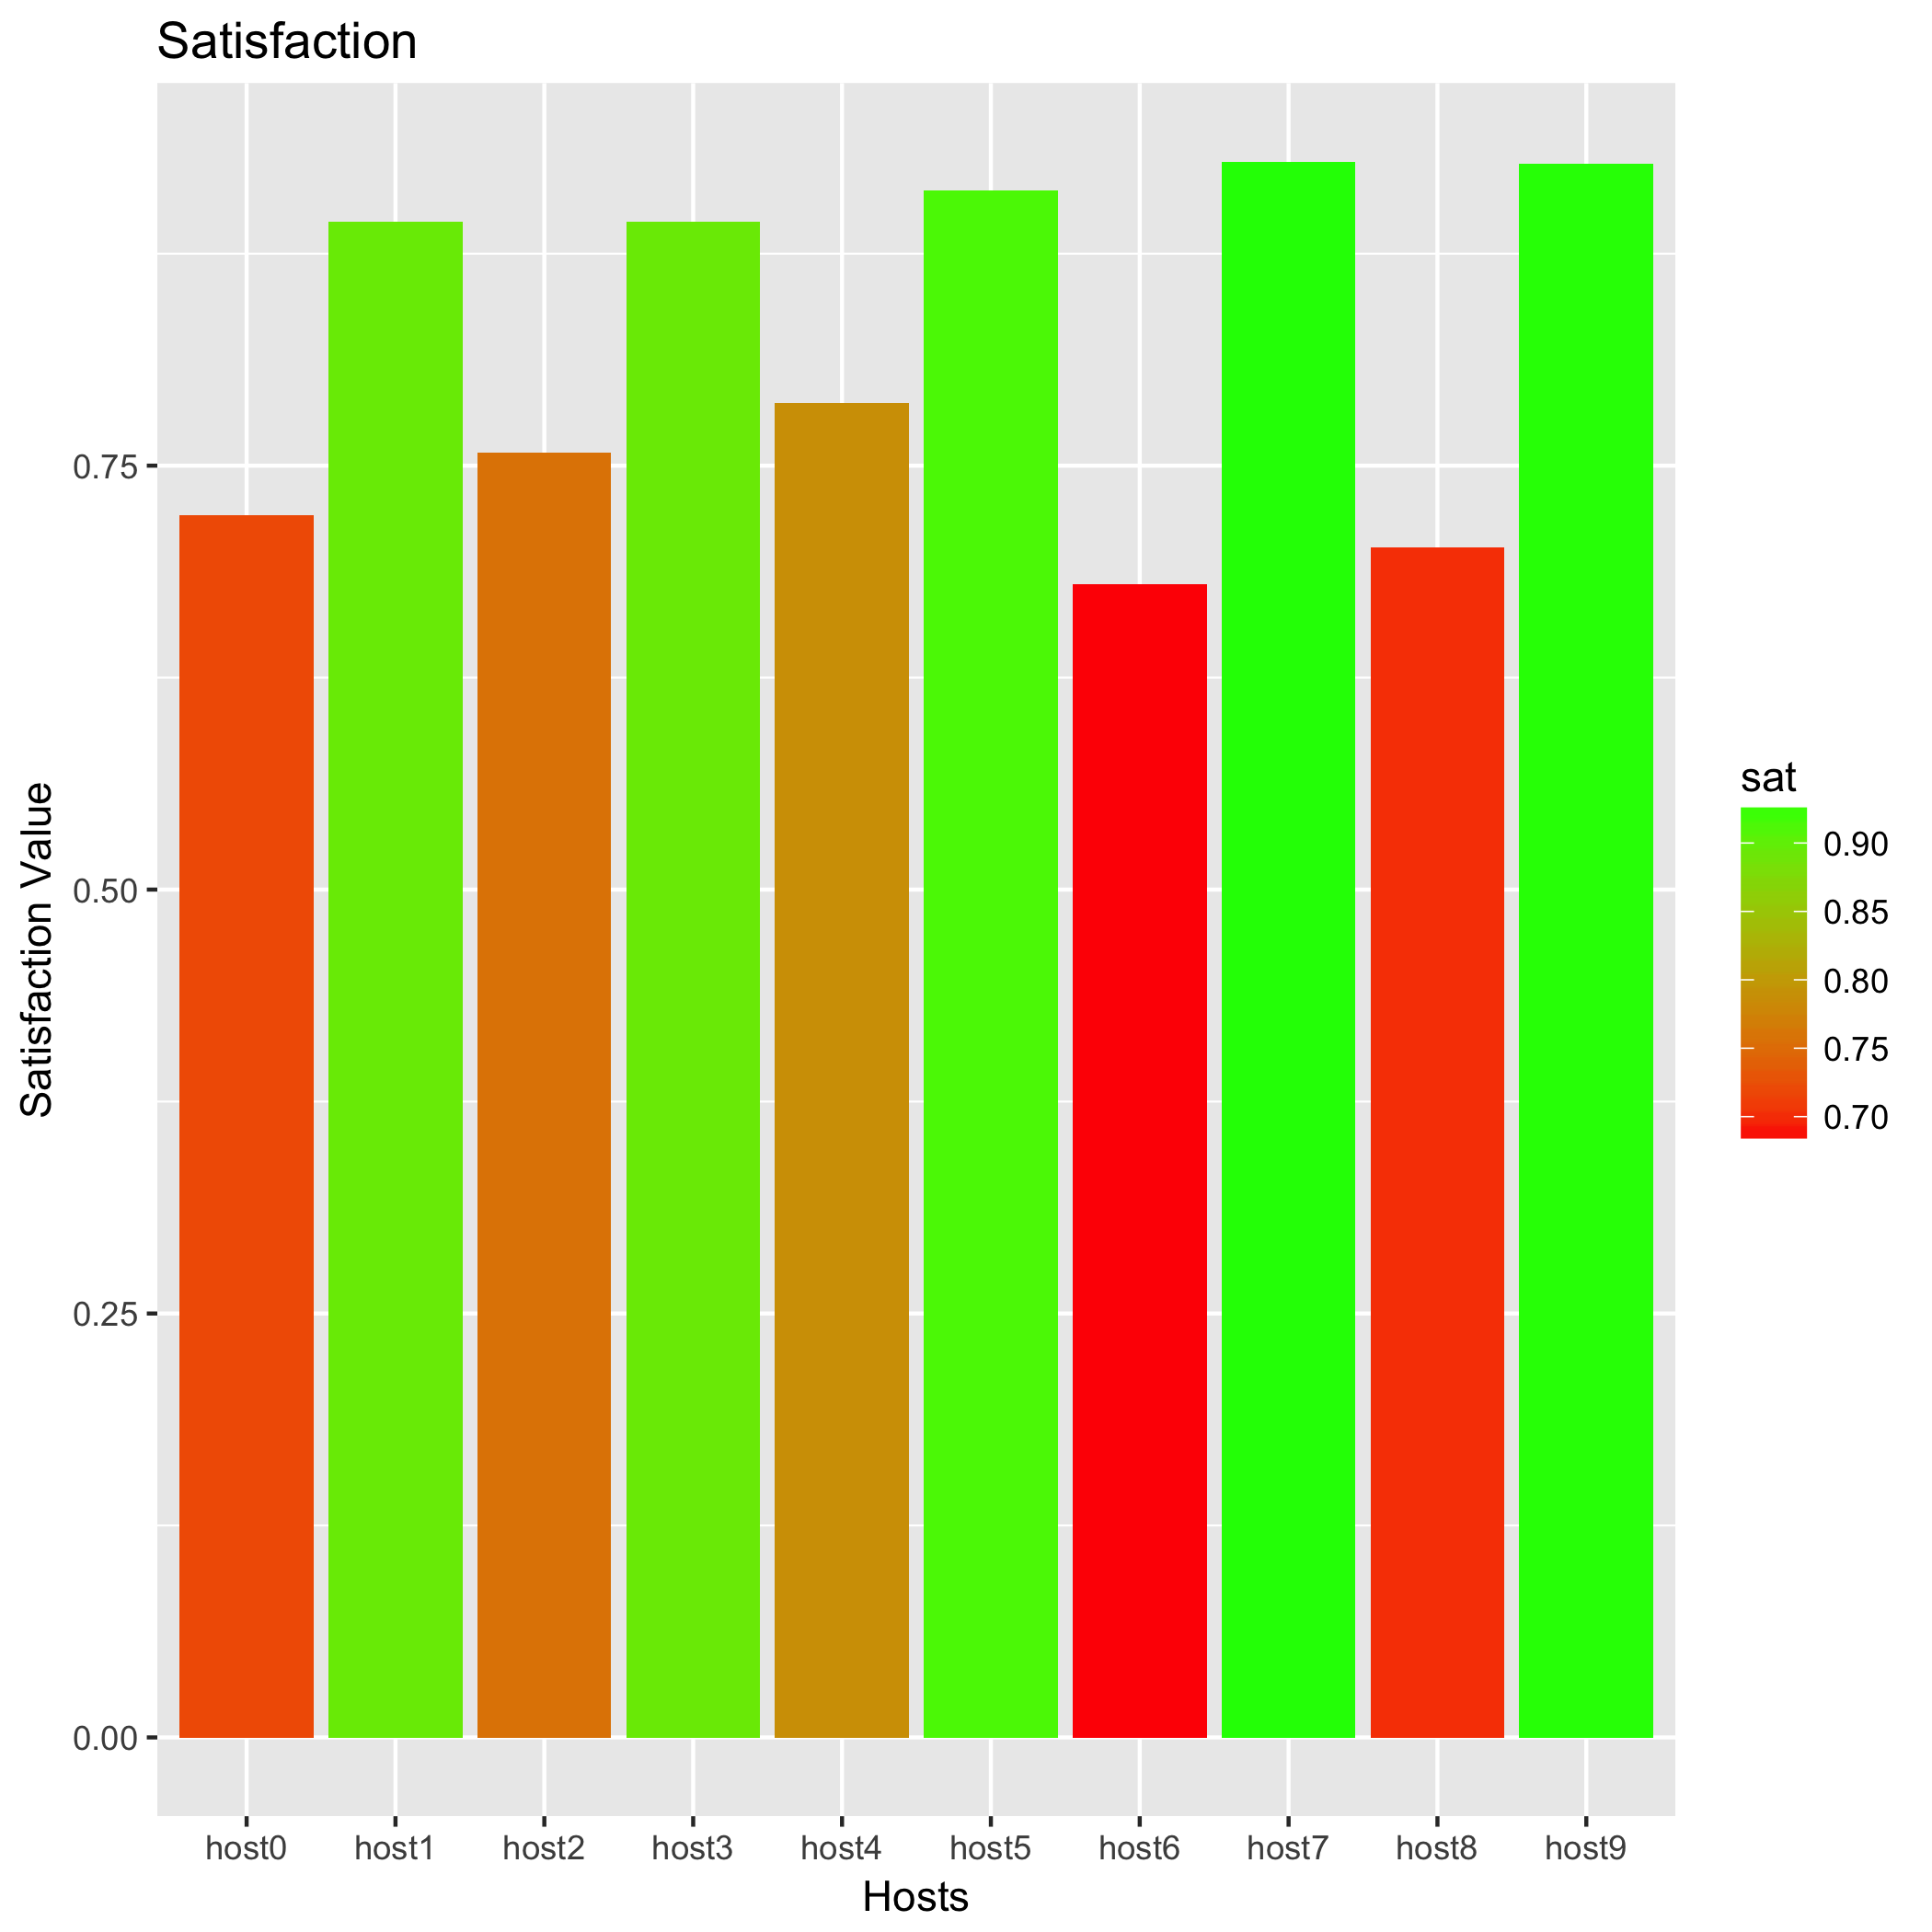 Satisfaction
Satisfaction Value
0.75
0.50
0.25
0.00
host0 host1 host2 host3 host4 host5 host6 host7 host8 host9
Hosts
sat
0.90
0.85
0.80
0.75
0.70